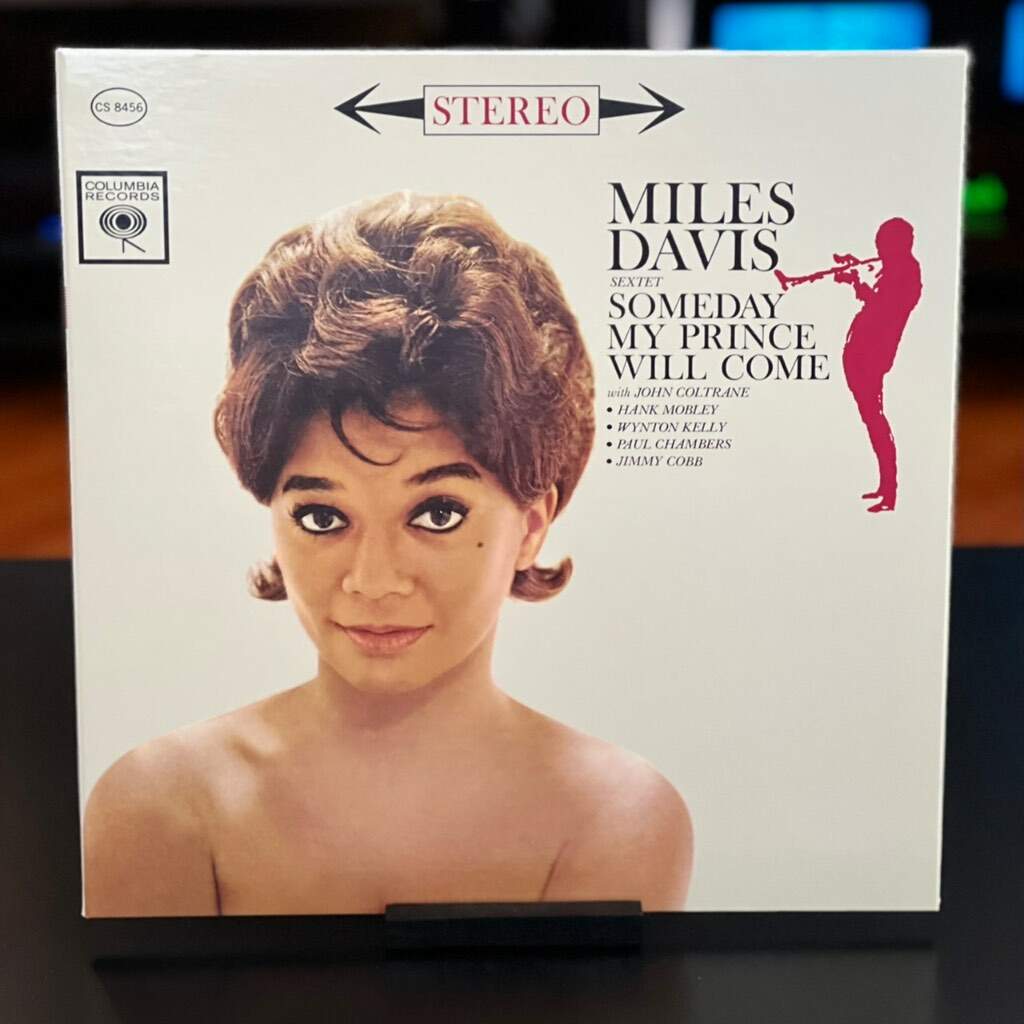 CS 8456
STEREO
COLUMBIA
RECORDS
MILES
DAVIS
SEXTET
SOMEDAY
MY PRINCE
WILL COME
with JOHN COLTRANE
• HANK MOBLEY
• WYNTON KELLY
• PAUL CHAMBERS
• JIMMY COBB